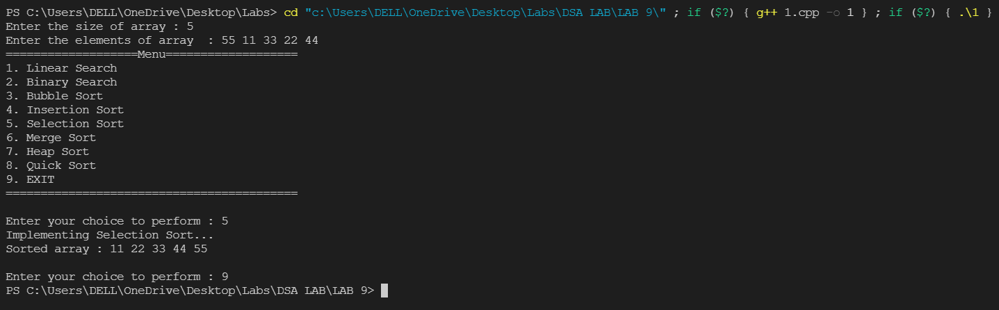 PS C:\Users\DELL\OneDrive\Desktop\Labs> cd "c:\Users\DELL\OneDrive\Desktop\Labs\DSA LAB\LAB 9\" ; if ($?) { g++ 1.cpp -o 1 } ; if ($?) { .\1 }
Enter the size of array : 5
Enter the elements of array  : 55 11 33 22 44
===================Menu===================
1. Linear Search
2. Binary Search
3. Bubble Sort
4. Insertion Sort
5. Selection Sort
6. Merge Sort
7. Heap Sort
8. Quick Sort
9. EXIT
==========================================
Enter your choice to perform : 5
Implementing Selection Sort...
Sorted array : 11 22 33 44 55
Enter your choice to perform : 9
PS C:\Users\DELL\OneDrive\Desktop\Labs\DSA LAB\LAB 9>